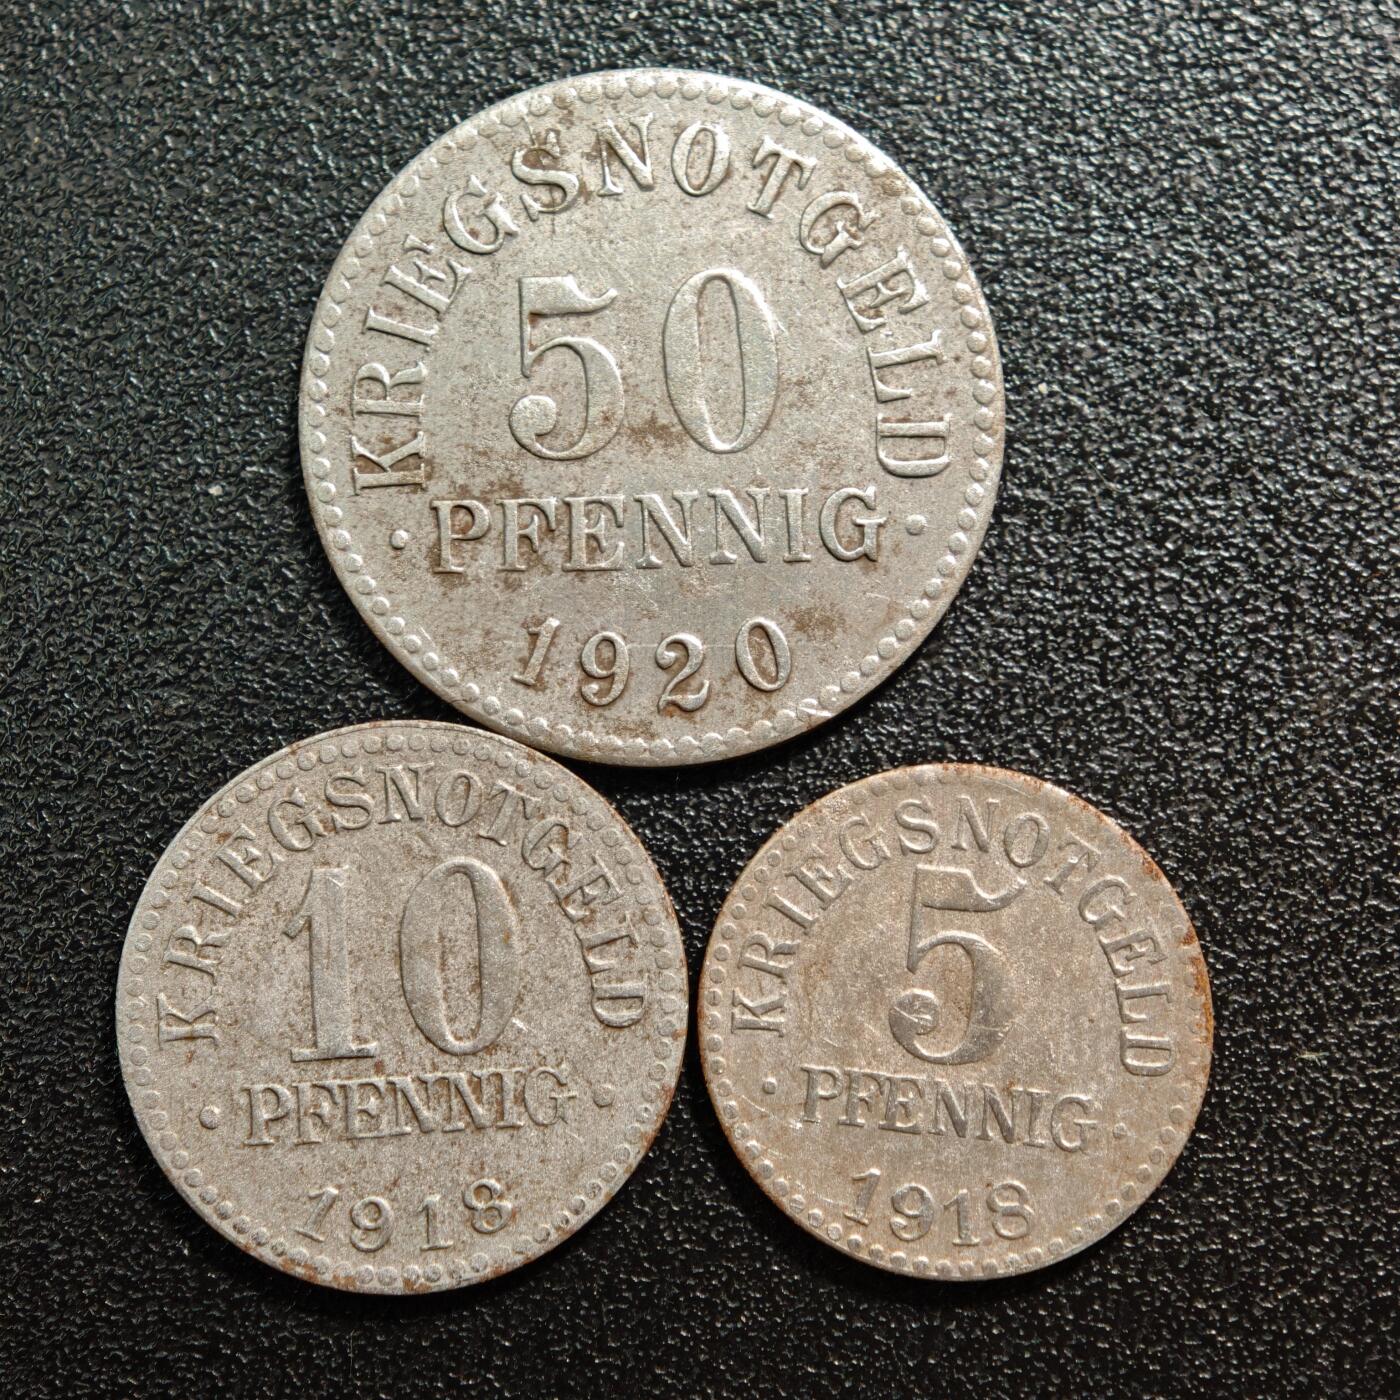 KRIEGSNOTGELD
50
· PFENNIG ·
1920
KRIEGSNOTGELD
10
· PFENNIG ·
1918
KRIEGSNOTGELD
5
· PFENNIG ·
1918